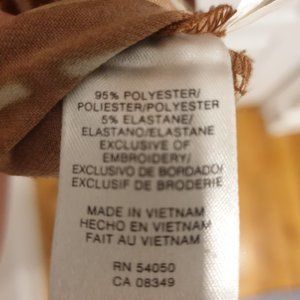 95% POLYESTER/
POLIESTER/POLYESTER
5% ELASTANE/
ELASTANO/ELASTANE
EXCLUSIVE OF
EMBROIDERY/
EXCLUSIVO DE BORDADO/
EXCLUSIF DE BRODERIE
MADE IN VIETNAM
HECHO EN VIETNAM
FAIT AU VIETNAM
RN 54050
CA 08349